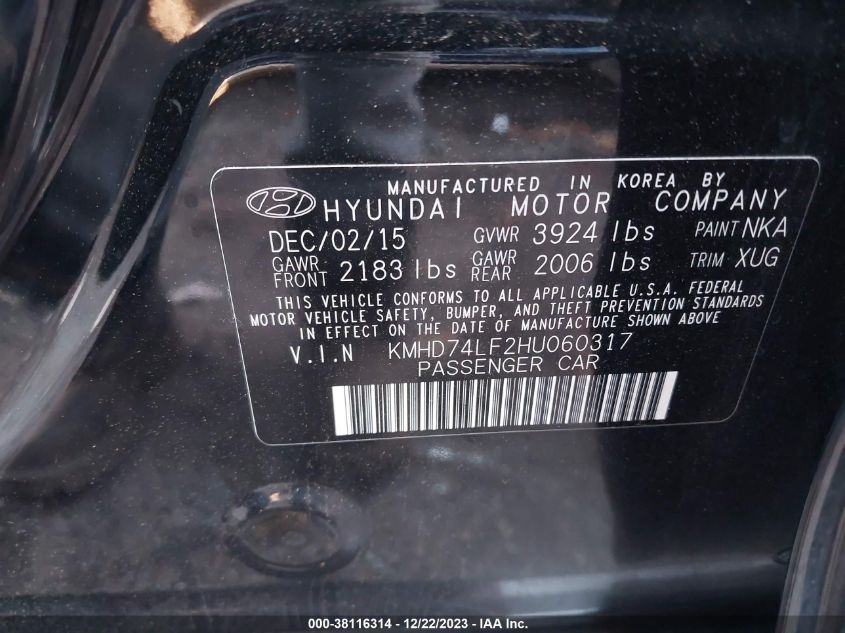 MANUFACTURED IN KOREA BY
HYUNDAI MOTOR COMPANY
DEC/02/15 GVWR 3924 lbs PAINT NKA
GAWR FRONT 2183 lbs GAWR REAR 2006 lbs TRIM XUG
THIS VEHICLE CONFORMS TO ALL APPLICABLE U.S.A. FEDERAL
MOTOR VEHICLE SAFETY, BUMPER, AND THEFT PREVENTION STANDARDS
IN EFFECT ON THE DATE OF MANUFACTURE SHOWN ABOVE
V.I.N KMHD74LF2HU060317
PASSENGER CAR
000-38116314 - 12/22/2023 - IAA Inc.